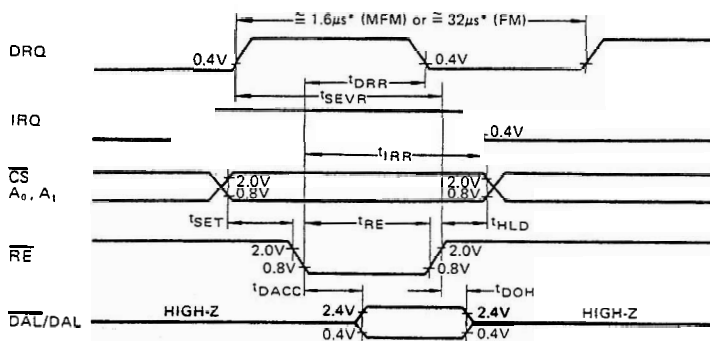 ≅ 1.6μs* (MFM) or ≅ 32μs* (FM)
DRQ
0.4V
0.4V
tDRR
tSEVR
IRQ
0.4V
tIRR
CS
A0, A1
2.0V
0.8V
2.0V
0.8V
tSET
tRE
tHLD
RE
2.0V
0.8V
2.0V
0.8V
tDACC
tDOH
DAL/DAL
HIGH-Z
2.4V
0.4V
2.4V
0.4V
HIGH-Z